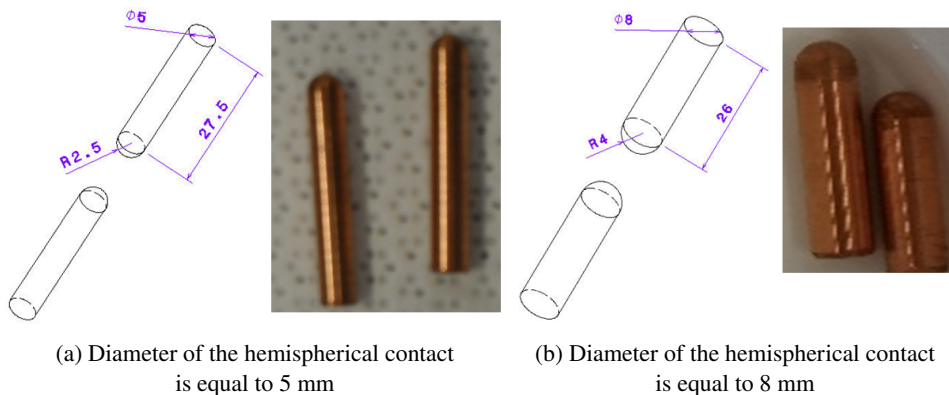 Φ5
27.5
R2.5
Φ8
26
R4
(a) Diameter of the hemispherical contact
is equal to 5 mm
(b) Diameter of the hemispherical contact
is equal to 8 mm